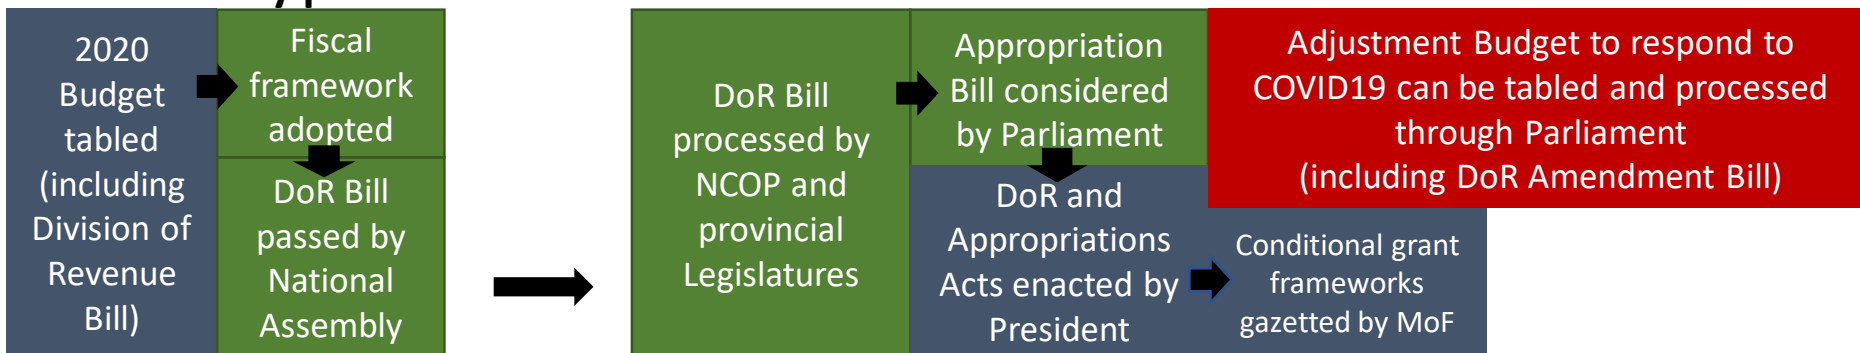 2020
Budget
tabled
(including
Division of
Revenue
Bill)
Fiscal
framework
adopted
DoR Bill
passed by
National
Assembly
DoR Bill
processed by
NCOP and
provincial
Legislatures
Appropriation
Bill considered
by Parliament
DoR and
Appropriations
Acts enacted by
President
Conditional grant
frameworks
gazetted by MoF
Adjustment Budget to respond to
COVID19 can be tabled and processed
through Parliament
(including DoR Amendment Bill)